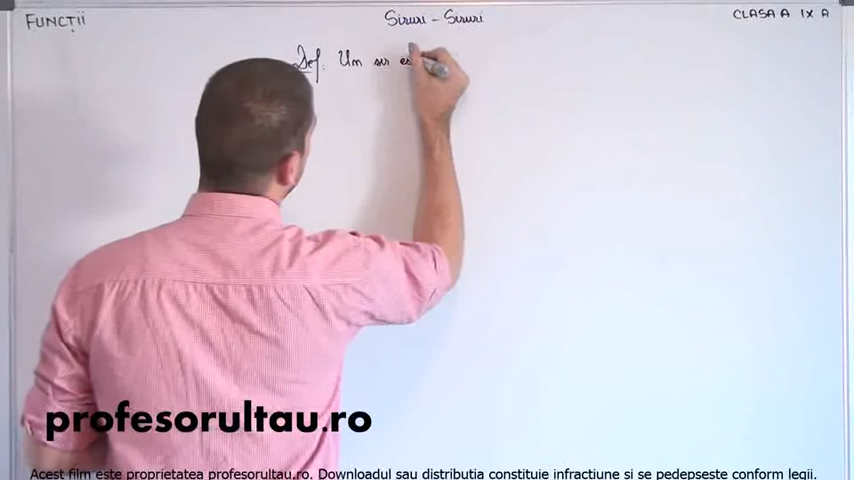 FUNCȚII
Șiruri - Șiruri
CLASA A IX A
Def: Un șir es
profesorultau.ro
Acest film este proprietatea profesorultau.ro. Downloadul sau distributia constituie infractiune si se pedepseste conform legii.